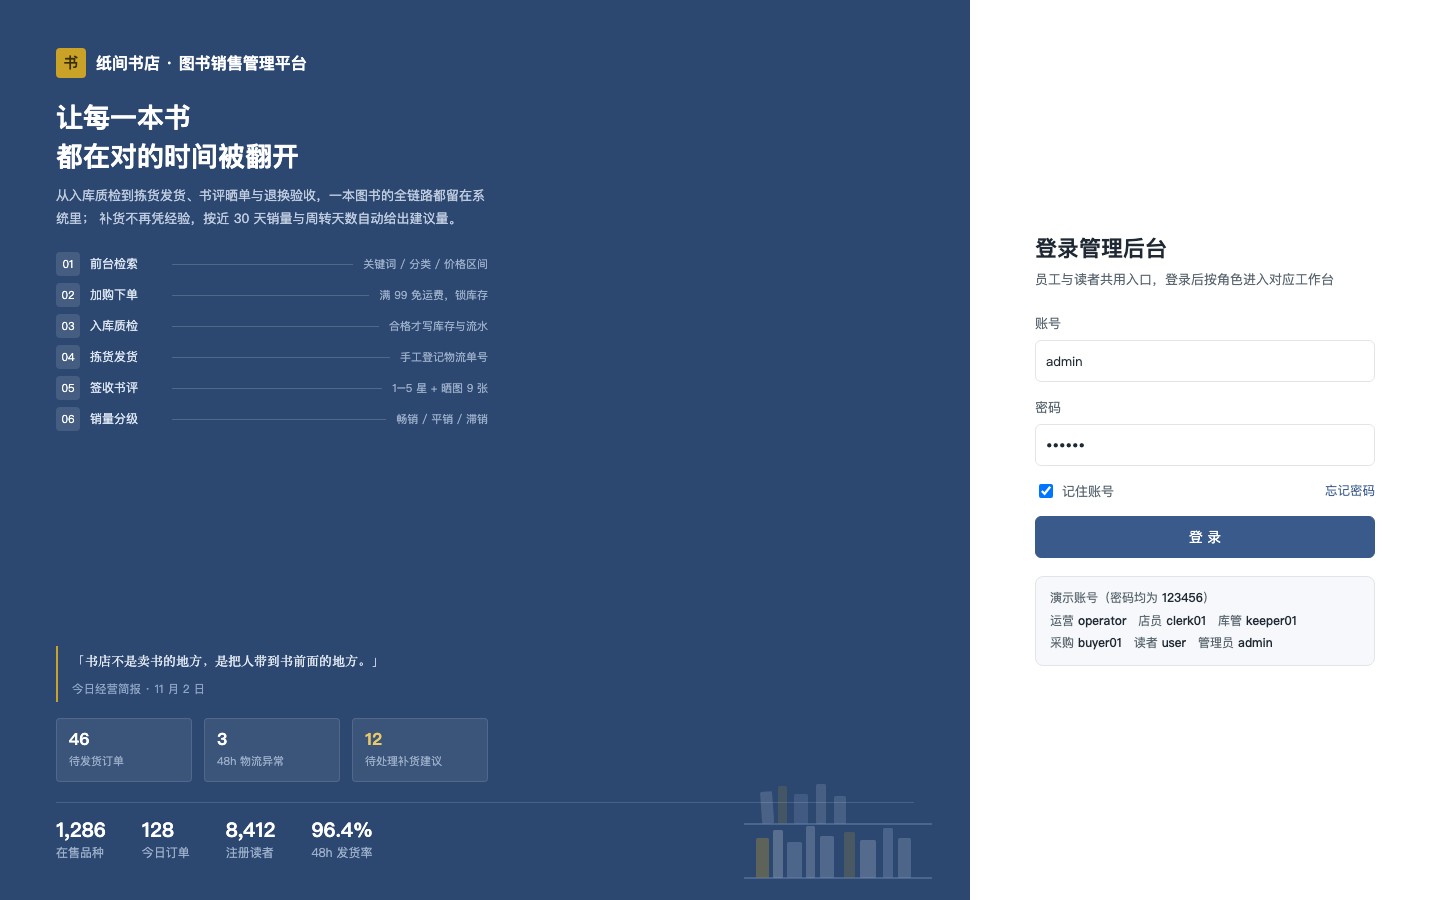 书 纸间书店 · 图书销售管理平台
让每一本书
都在对的时间被翻开
从入库质检到拣货发货、书评晒单与退换验收，一本图书的全链路都留在系
统里； 补货不再凭经验，按近 30 天销量与周转天数自动给出建议量。
01 前台检索 关键词 / 分类 / 价格区间
02 加购下单 满 99 免运费，锁库存
03 入库质检 合格才写库存与流水
04 拣货发货 手工登记物流单号
05 签收书评 1–5 星 + 晒图 9 张
06 销量分级 畅销 / 平销 / 滞销
「书店不是卖书的地方，是把人带到书前面的地方。」
今日经营简报 · 11 月 2 日
46 3 12
待发货订单 48h 物流异常 待处理补货建议
1,286 128 8,412 96.4%
在售品种 今日订单 注册读者 48h 发货率
登录管理后台
员工与读者共用入口，登录后按角色进入对应工作台
账号
admin
密码
••••••
记住账号 忘记密码
登 录
演示账号（密码均为 123456）
运营 operator 店员 clerk01 库管 keeper01
采购 buyer01 读者 user 管理员 admin